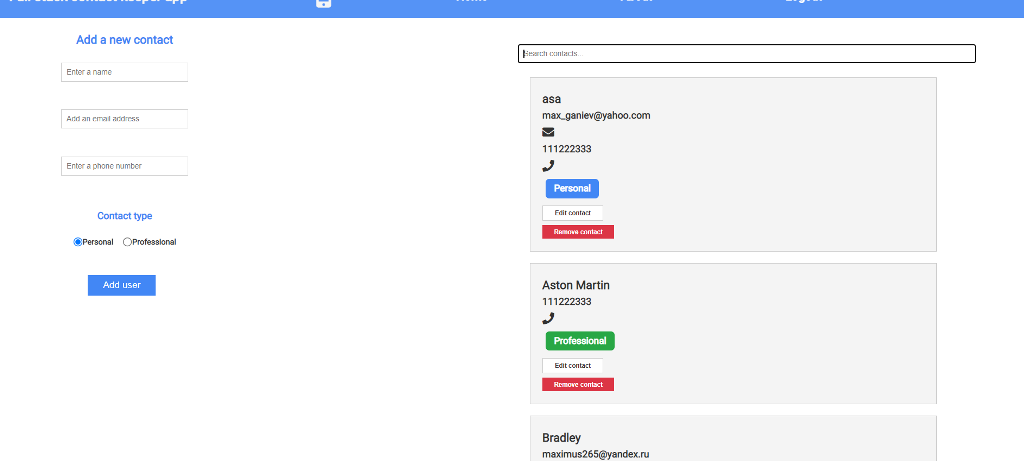 Add a new contact
Enter a name
Add an email address
Enter a phone number
Contact type
Personal
Professional
Add user
Search contacts...
asa
max_ganiev@yahoo.com
111222333
Personal
Edit contact
Remove contact
Aston Martin
111222333
Professional
Edit contact
Remove contact
Bradley
maximus265@yandex.ru